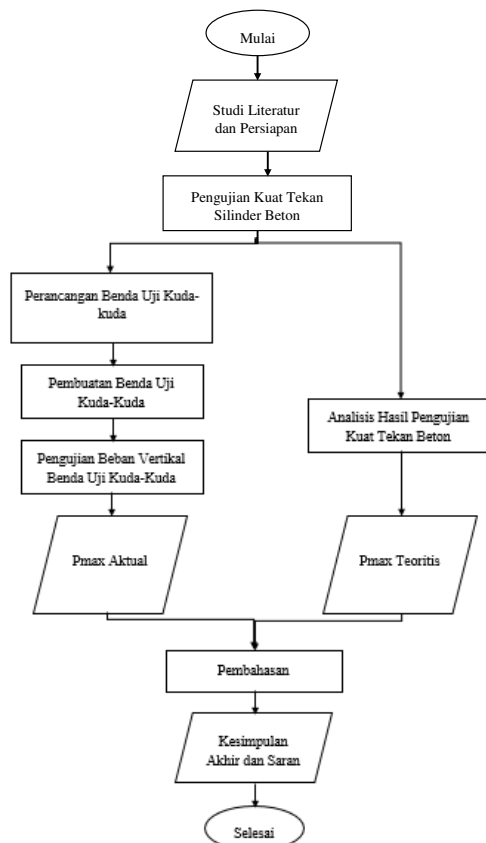 Mulai
Studi Literatur
dan Persiapan
Pengujian Kuat Tekan
Silinder Beton
Perancangan Benda Uji Kuda-
kuda
Pembuatan Benda Uji
Kuda-Kuda
Pengujian Beban Vertikal
Benda Uji Kuda-Kuda
Analisis Hasil Pengujian
Kuat Tekan Beton
Pmax Aktual
Pmax Teoritis
Pembahasan
Kesimpulan
Akhir dan Saran
Selesai